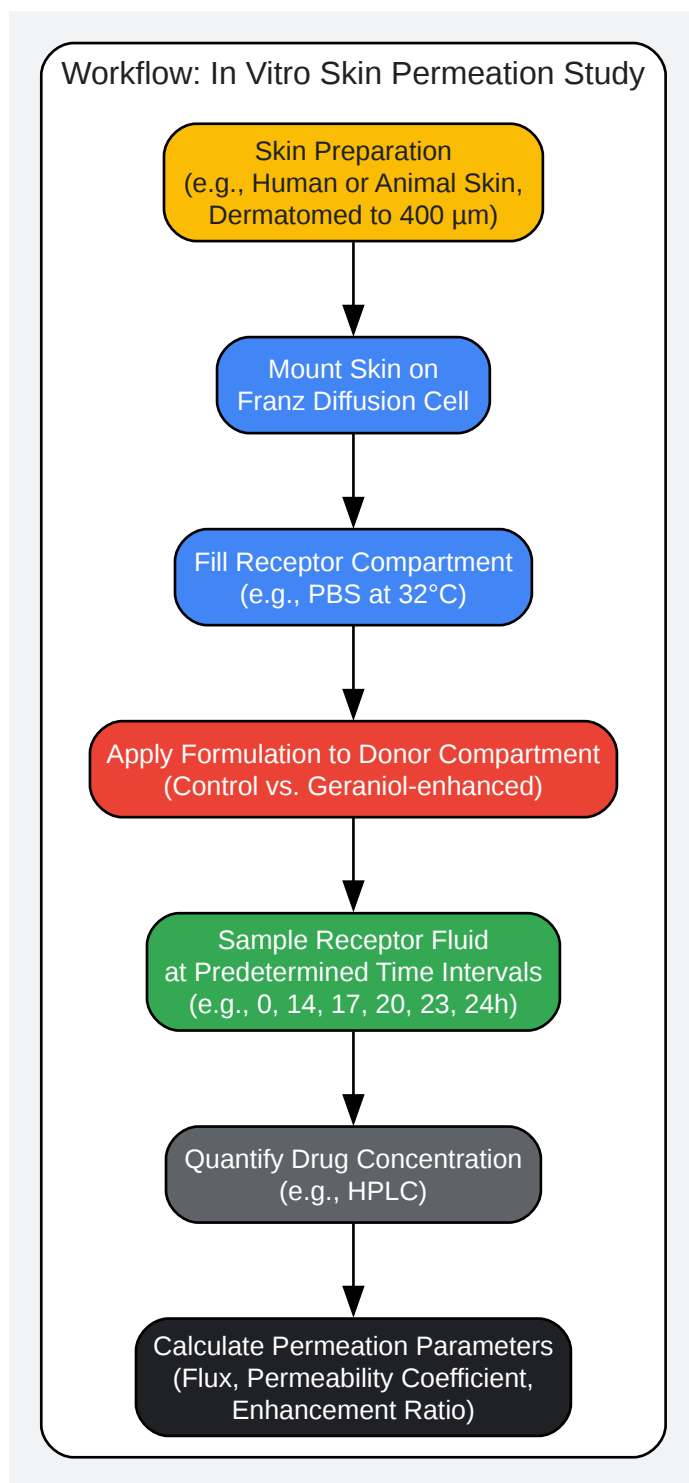 Workflow: In Vitro Skin Permeation Study
Skin Preparation
(e.g., Human or Animal Skin,
Dermatomed to 400 µm)
Mount Skin on
Franz Diffusion Cell
Fill Receptor Compartment
(e.g., PBS at 32°C)
Apply Formulation to Donor Compartment
(Control vs. Geraniol-enhanced)
Sample Receptor Fluid
at Predetermined Time Intervals
(e.g., 0, 14, 17, 20, 23, 24h)
Quantify Drug Concentration
(e.g., HPLC)
Calculate Permeation Parameters
(Flux, Permeability Coefficient,
Enhancement Ratio)